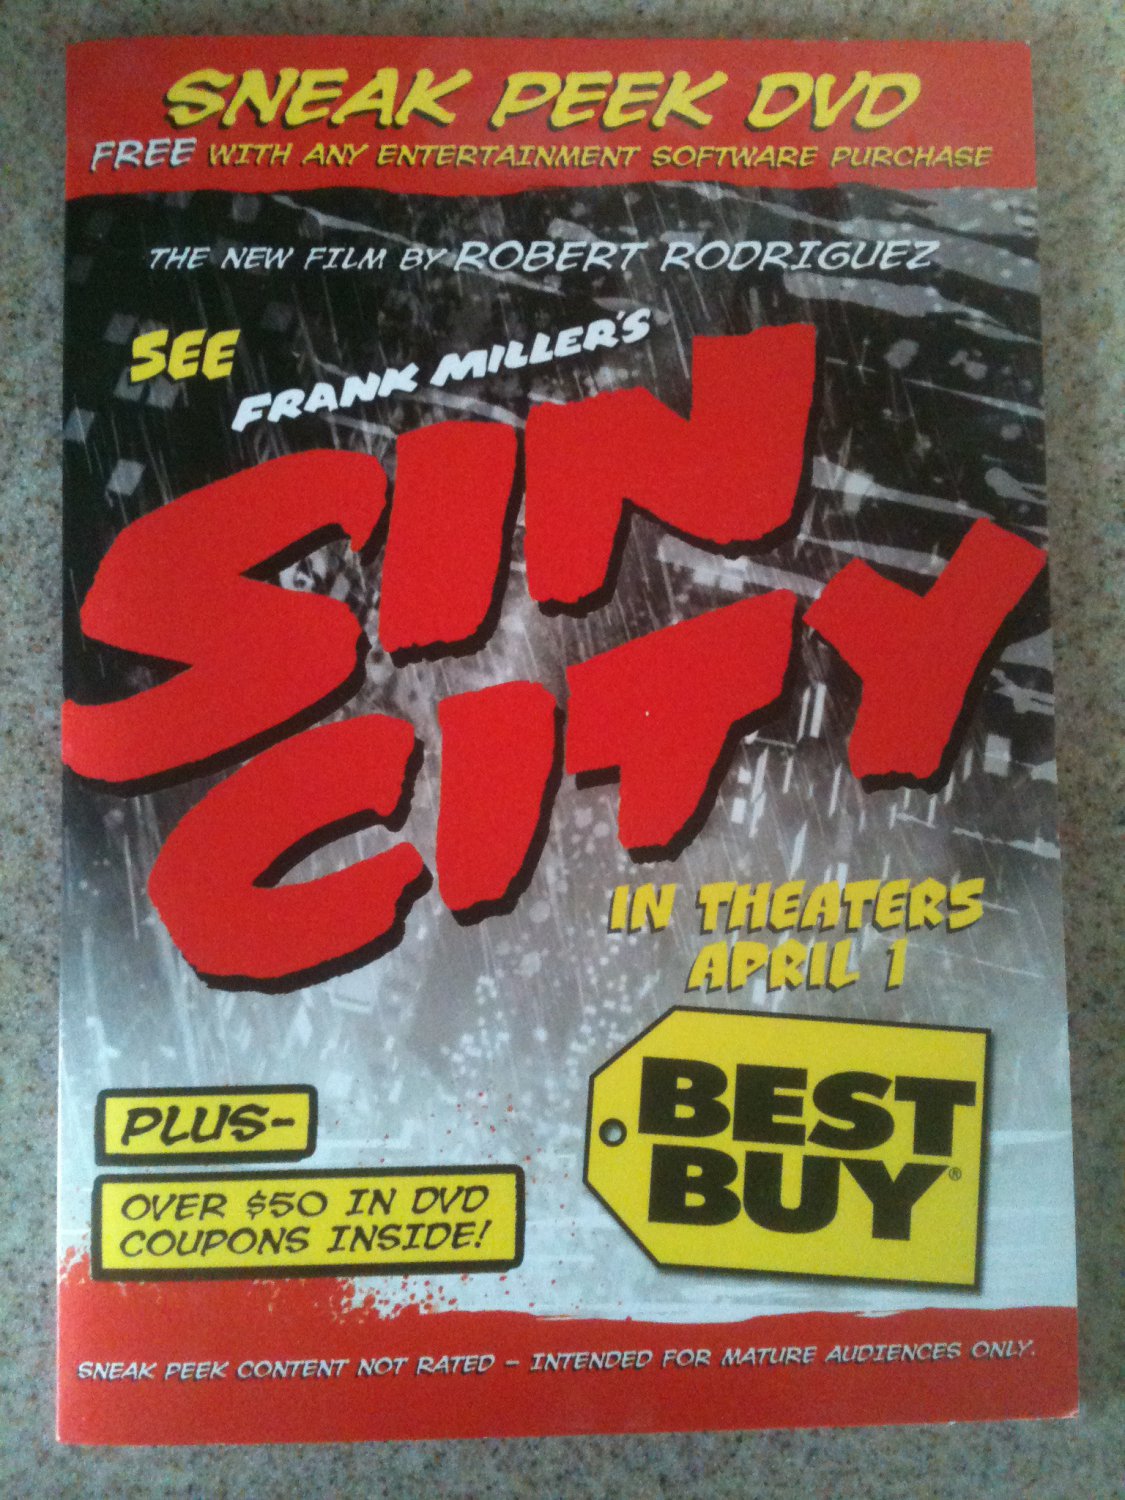 SNEAK PEEK DVD
FREE WITH ANY ENTERTAINMENT SOFTWARE PURCHASE
THE NEW FILM BY ROBERT RODRIGUEZ
SEE
FRANK MILLER'S
SIN
CITY
IN THEATERS
APRIL 1
BEST
BUY®
PLUS-
OVER $50 IN DVD
COUPONS INSIDE!
SNEAK PEEK CONTENT NOT RATED – INTENDED FOR MATURE AUDIENCES ONLY.